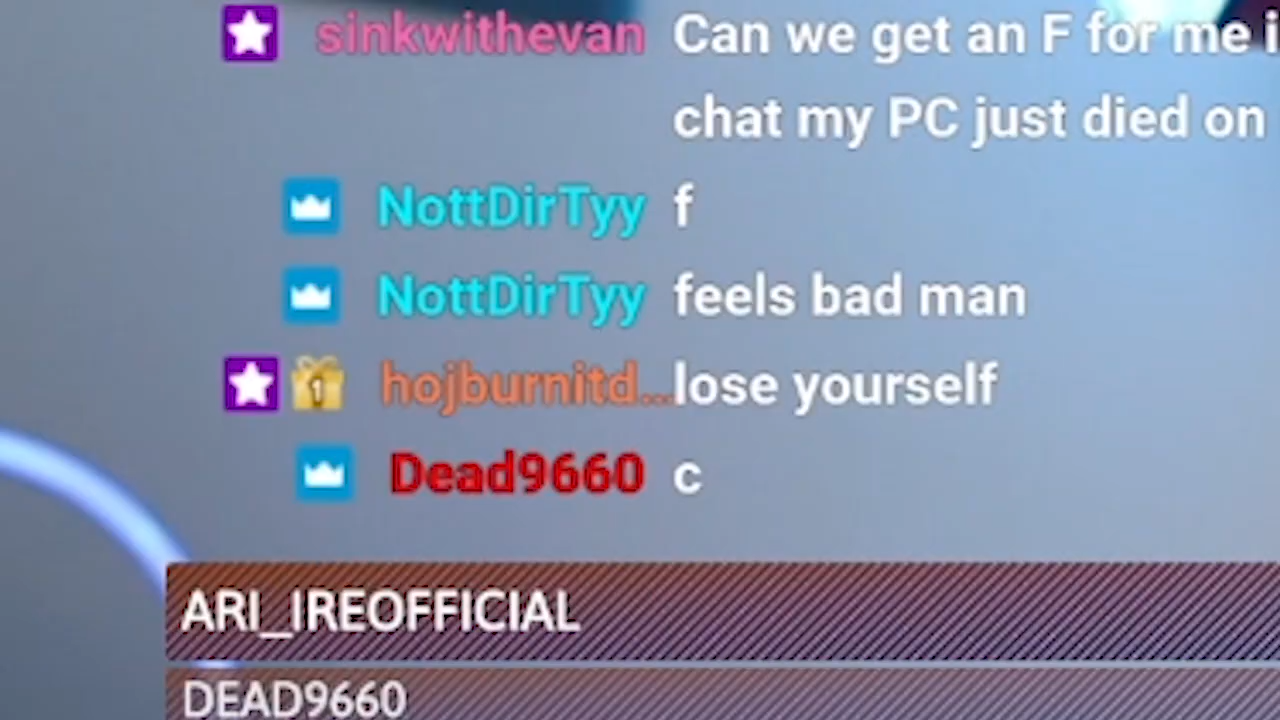 sinkwithevan Can we get an F for me
chat my PC just died on
NottDirTyy f
NottDirTyy feels bad man
hojburnitd... lose yourself
Dead9660 c
ARI_IREOFFICIAL
DEAD9660